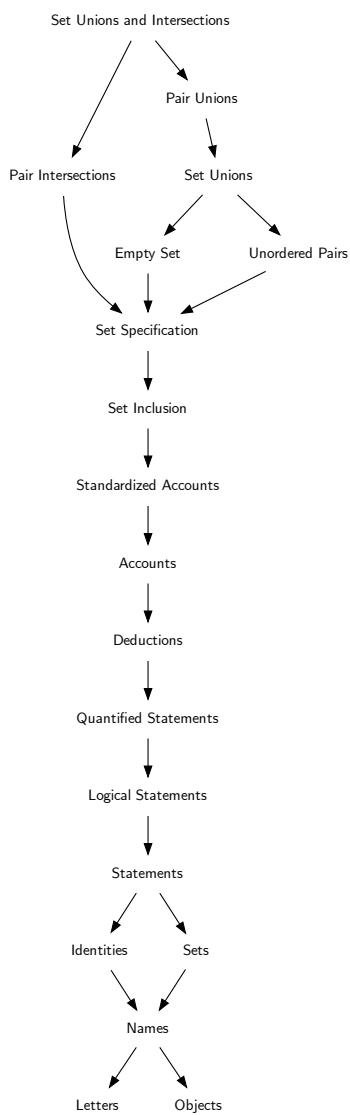 Set Unions and Intersections
Pair Unions
Pair Intersections
Set Unions
Empty Set
Unordered Pairs
Set Specification
Set Inclusion
Standardized Accounts
Accounts
Deductions
Quantified Statements
Logical Statements
Statements
Identities
Sets
Names
Letters
Objects